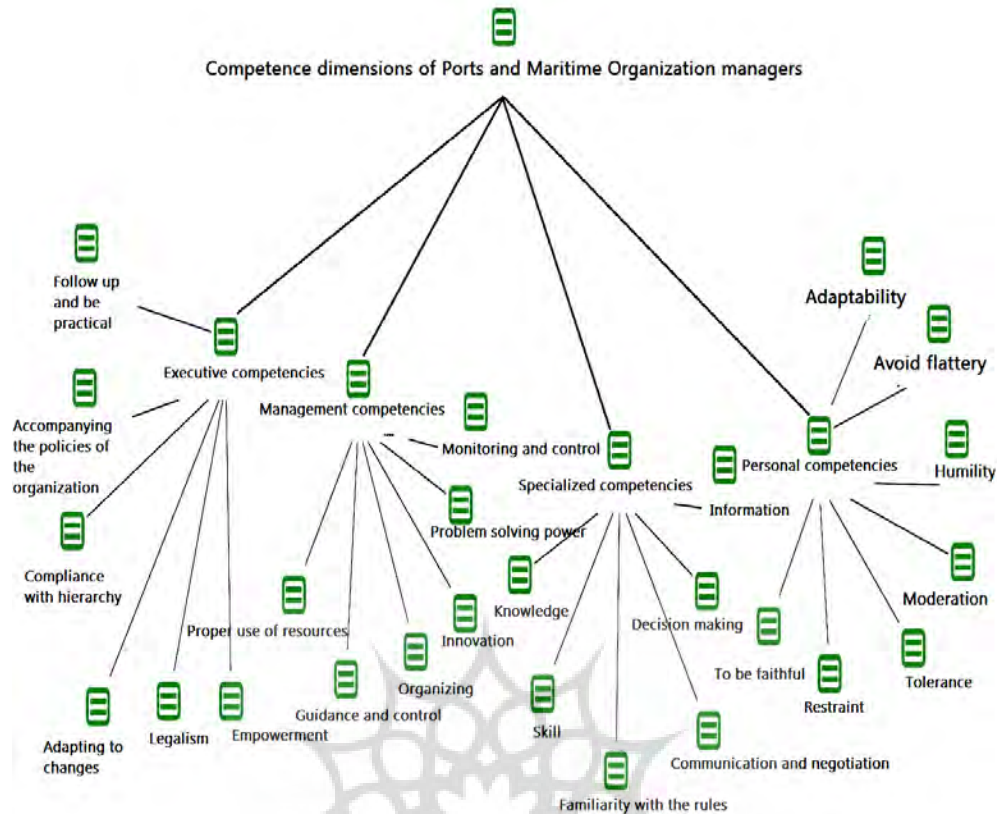 Competence dimensions of Ports and Maritime Organization managers
Follow up
and be
practical
Adaptability
Avoid flattery
Executive competencies
Management competencies
Accompanying
the policies of
the
organization
Monitoring and control
Specialized competencies
Personal competencies
Humility
Information
Problem solving power
Compliance
with hierarchy
Proper use of resources
Innovation
Knowledge
Decision making
Moderation
To be faithful
Tolerance
Restraint
Organizing
Guidance and control
Adapting to
changes
Legalism
Empowerment
Skill
Communication and negotiation
Familiarity with the rules